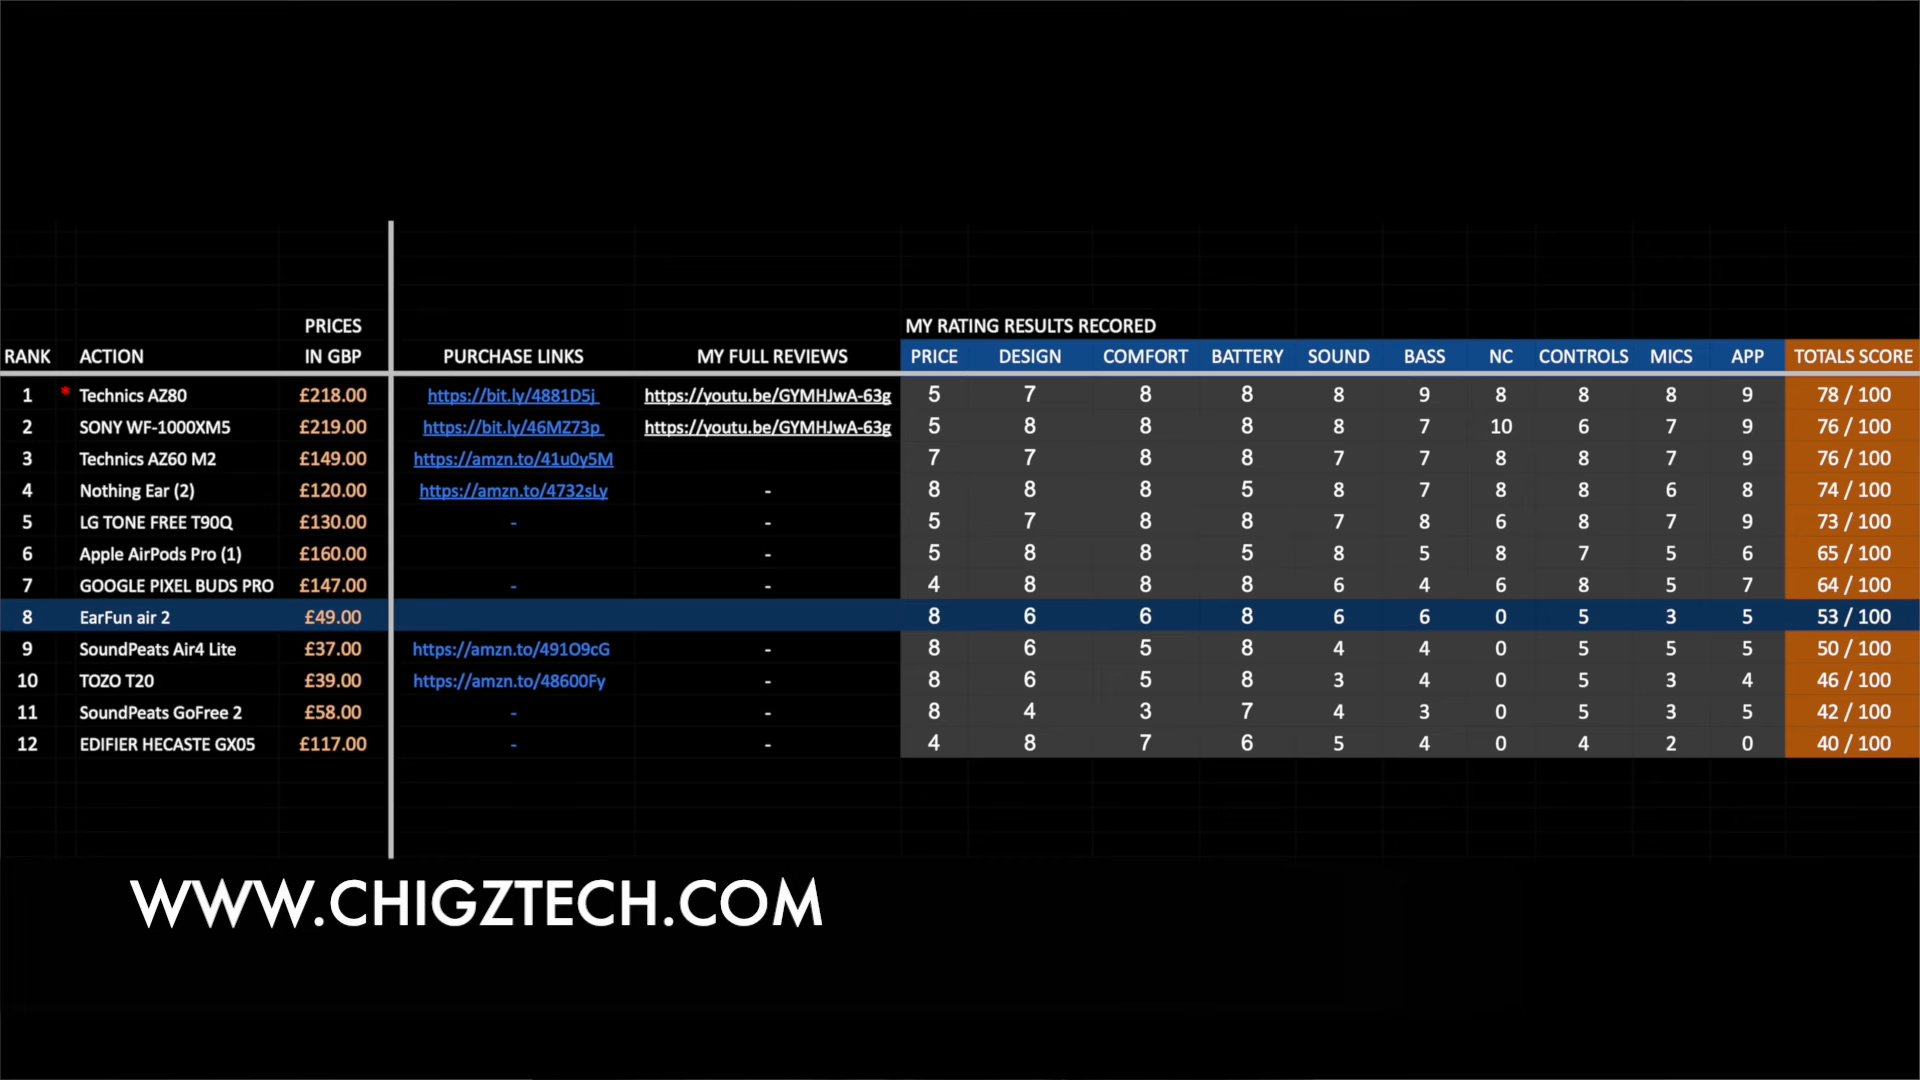 PRICES MY RATING RESULTS RECORED
RANK ACTION IN GBP PURCHASE LINKS MY FULL REVIEWS PRICE DESIGN COMFORT BATTERY SOUND BASS NC CONTROLS MICS APP TOTALS SCORE
1 * Technics AZ80 £218.00 https://bit.ly/4881D5j https://youtu.be/GYMHJwA-63g 5 7 8 8 8 9 8 8 8 9 78 / 100
2 SONY WF-1000XM5 £219.00 https://bit.ly/46MZ73p https://youtu.be/GYMHJwA-63g 5 8 8 8 8 7 10 6 7 9 76 / 100
3 Technics AZ60 M2 £149.00 https://amzn.to/41u0y5M 7 7 8 8 7 7 8 8 7 9 76 / 100
4 Nothing Ear (2) £120.00 https://amzn.to/4732sLy - 8 8 8 5 8 7 8 8 6 8 74 / 100
5 LG TONE FREE T90Q £130.00 - - 5 7 8 8 7 8 6 8 7 9 73 / 100
6 Apple AirPods Pro (1) £160.00 - 5 8 8 5 8 5 8 7 5 6 65 / 100
7 GOOGLE PIXEL BUDS PRO £147.00 - - 4 8 8 8 6 4 6 8 5 7 64 / 100
8 EarFun air 2 £49.00 8 6 6 8 6 6 0 5 3 5 53 / 100
9 SoundPeats Air4 Lite £37.00 https://amzn.to/491O9cG - 8 6 5 8 4 4 0 5 5 5 50 / 100
10 TOZO T20 £39.00 https://amzn.to/48600Fy - 8 6 5 8 3 4 0 5 3 4 46 / 100
11 SoundPeats GoFree 2 £58.00 - - 8 4 3 7 4 3 0 5 3 5 42 / 100
12 EDIFIER HECASTE GX05 £117.00 - - 4 8 7 6 5 4 0 4 2 0 40 / 100
WWW.CHIGZTECH.COM